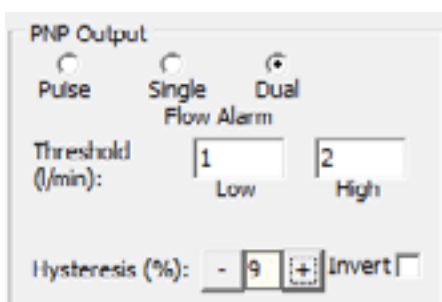 PNP Output
Pulse Single Dual
Flow Alarm
Threshold
(l/min):
1 2
Low High
Hysteresis (%): - 9 + Invert